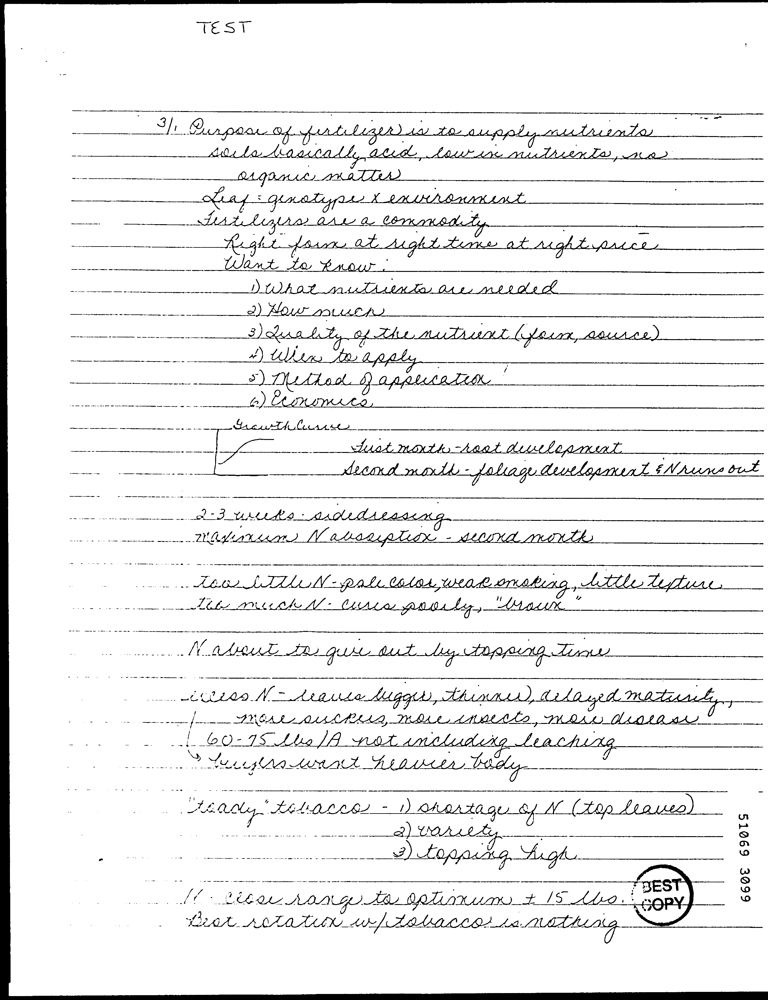 TEST
3/1 Purpose of fertilizer is to supply nutrients
soils basically acid, low in nutrients, no
organic matter
Leaf = genotype x environment
Fertilizers are a commodity
Right form at right time at right price
Want to know:
1) What nutrients are needed
2) How much
3) Quality of the nutrient (form, source)
4) When to apply
5) Method of application
6) Economics
Growth Curve
First month - root development
Second month - foliage development & N runs out
2-3 weeks - sidedressing
maximum N absorption - second month
too little N - pale color, weak smoking, little texture
too much N - cures poorly, "brown"
N about to give out by topping time
excess N - leaves bigger, thinner, delayed maturity,
more suckers, more insects, more disease
60-75 lbs/A not including leaching
buyers want heavier body
"toady" tobacco - 1) shortage of N (top leaves)
2) variety
3) topping high
N - close range to optimum ± 15 lbs.
Best rotation w/ tobacco is nothing
BEST
COPY
51069 3099